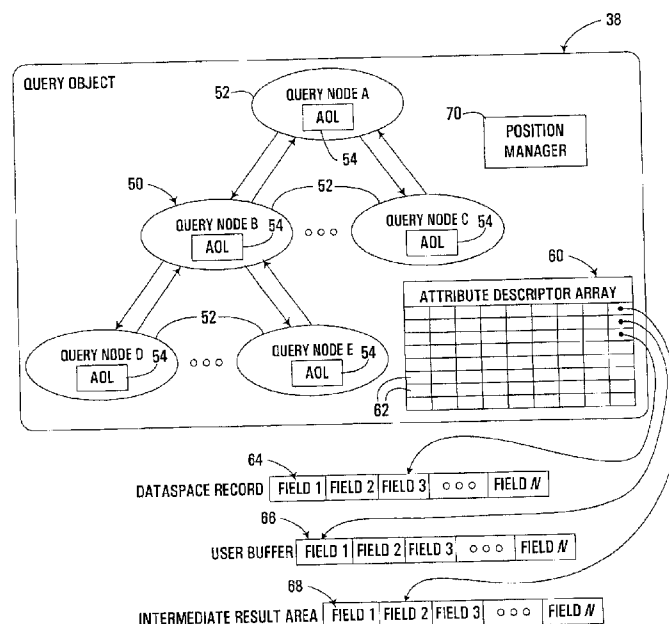 38
QUERY OBJECT
52
QUERY NODE A
AOL
54
70
POSITION
MANAGER
50
52
QUERY NODE B
AOL
54
QUERY NODE C
AOL
54
60
ATTRIBUTE DESCRIPTOR ARRAY
52
QUERY NODE D
AOL
54
QUERY NODE E
AOL
54
62
64
DATASPACE RECORD FIELD 1 FIELD 2 FIELD 3 FIELD N
66
USER BUFFER FIELD 1 FIELD 2 FIELD 3 FIELD N
68
INTERMEDIATE RESULT AREA FIELD 1 FIELD 2 FIELD 3 FIELD N